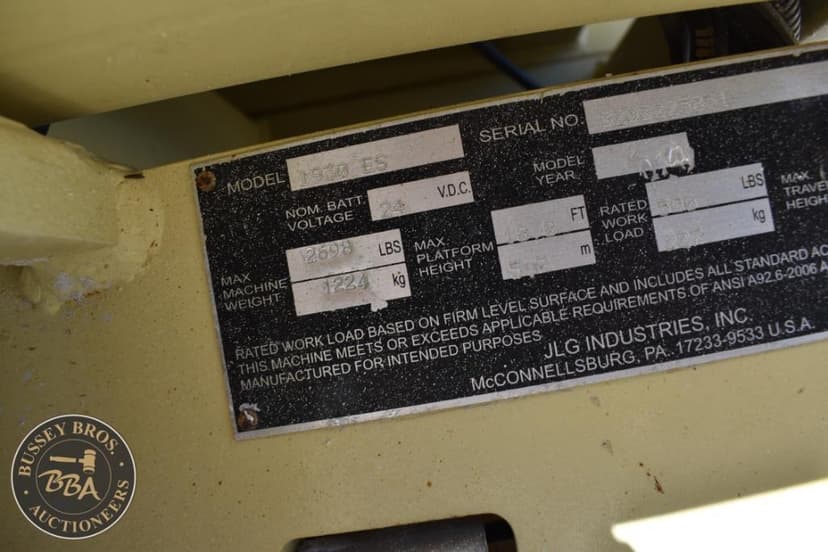 MODEL 1930 ES SERIAL NO.
NOM. BATT. VOLTAGE 24 V.D.C. MODEL YEAR
MAX MACHINE WEIGHT 2698 LBS 1224 kg
MAX. PLATFORM HEIGHT FT m
RATED WORK LOAD LBS kg
MAX TRAVEL HEIGHT
RATED WORK LOAD BASED ON FIRM LEVEL SURFACE AND INCLUDES ALL STANDARD
THIS MACHINE MEETS OR EXCEEDS APPLICABLE REQUIREMENTS OF ANSI A92.6-2006
MANUFACTURED FOR INTENDED PURPOSES
JLG INDUSTRIES, INC.
McCONNELLSBURG, PA. 17233-9533 U.S.A.
BUSSEY BROS.
BBA
AUCTIONEERS